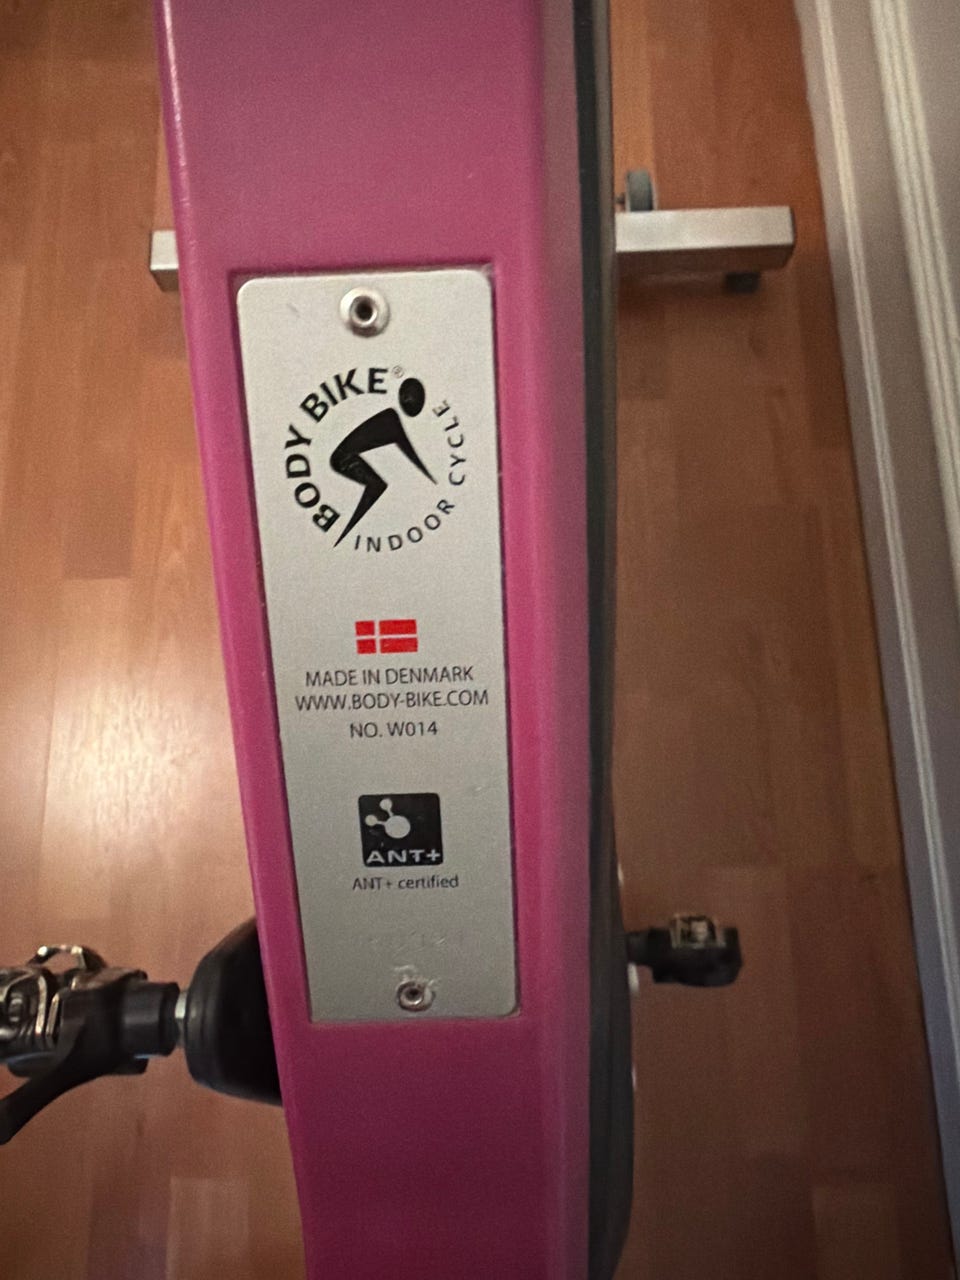 BODY BIKE®
INDOOR CYCLE
MADE IN DENMARK
WWW.BODY-BIKE.COM
NO. W014
ANT+
ANT+ certified